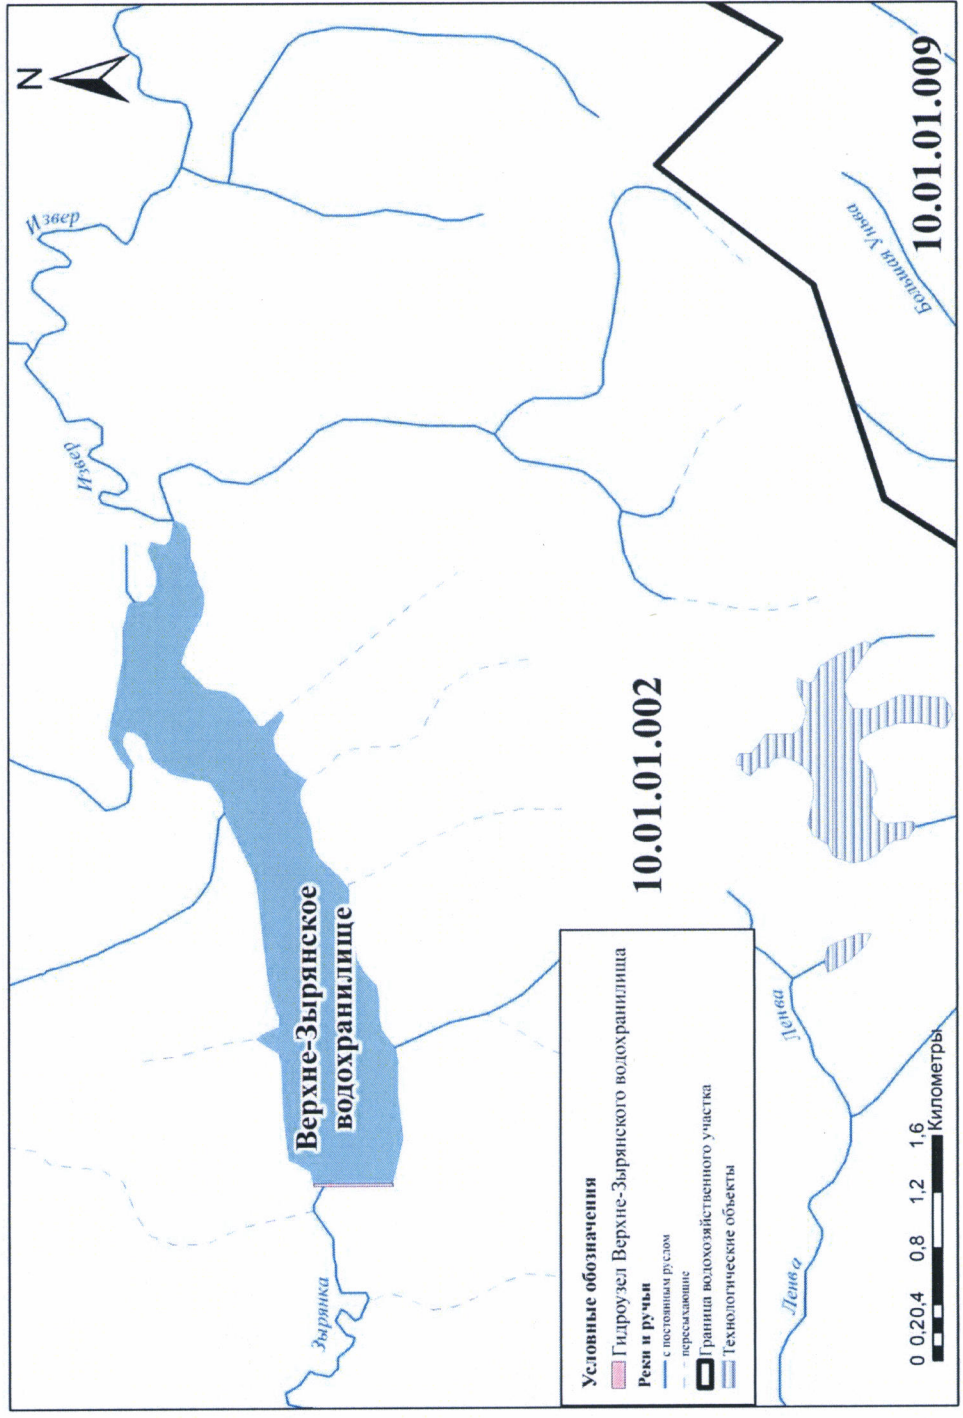 N
Извер
Извер
Большая Уньва
10.01.01.009
10.01.01.002
Верхне-Зырянское
водохранилище
Зырянка
Ленва
Ленва
Условные обозначения
Гидроузел Верхне-Зырянского водохранилища
Реки и ручьи
с постоянным руслом
пересыхающие
Граница водохозяйственного участка
Технологические объекты
0 0,20,4 0,8 1,2 1,6
Километры